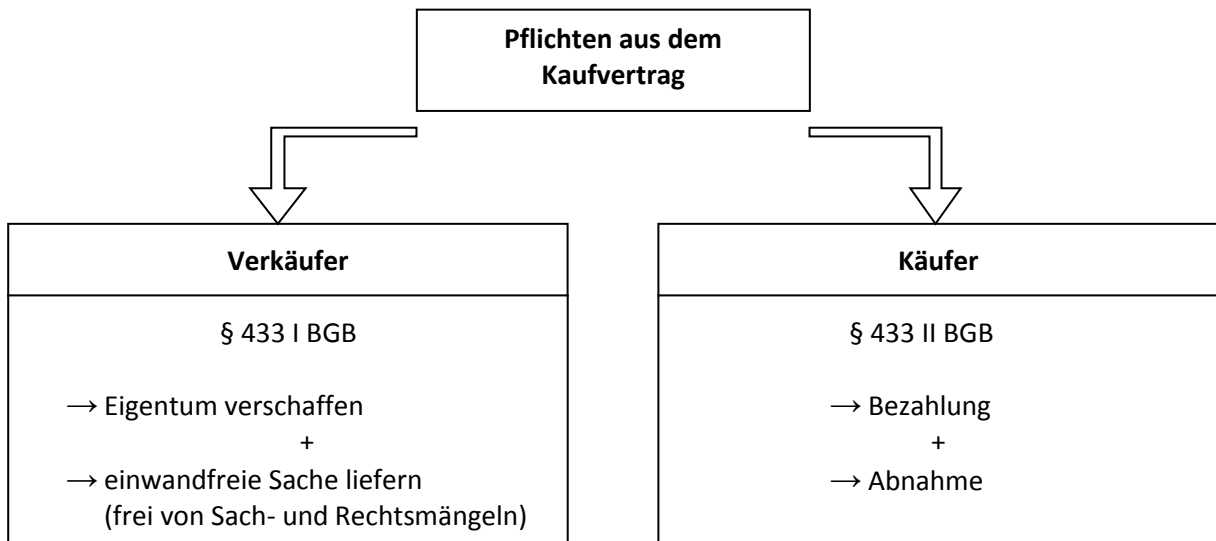 Pflichten aus dem
Kaufvertrag
Verkäufer
§ 433 I BGB
→ Eigentum verschaffen
+
→ einwandfreie Sache liefern
(frei von Sach- und Rechtsmängeln)
Käufer
§ 433 II BGB
→ Bezahlung
+
→ Abnahme